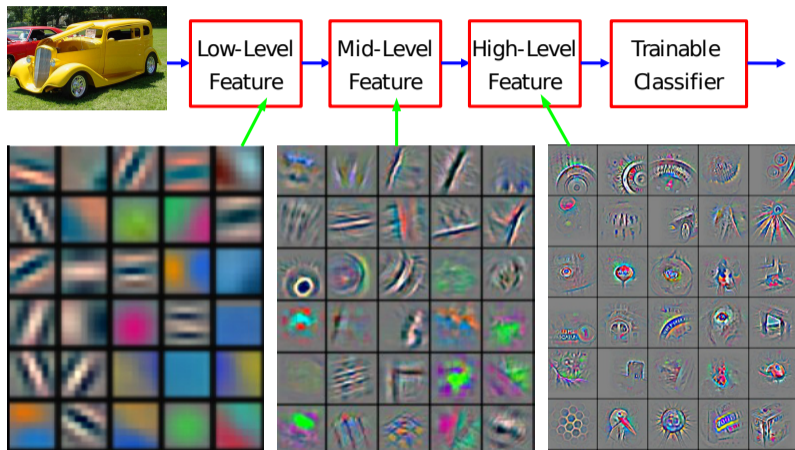 Low-Level
Feature
Mid-Level
Feature
High-Level
Feature
Trainable
Classifier